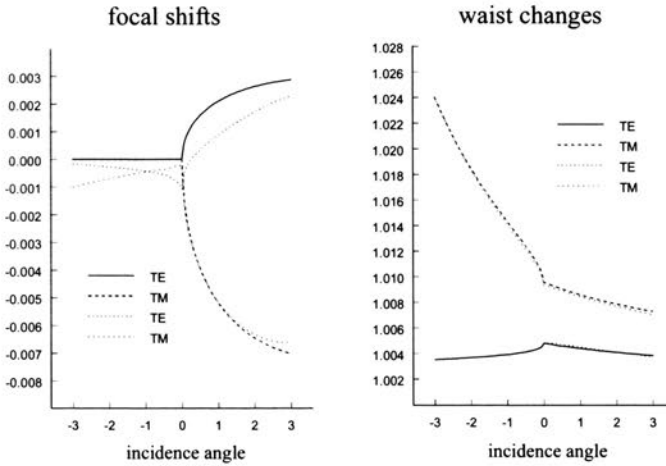 focal shifts
0.003
0.002
0.001
0.000
-0.001
-0.002
-0.003
-0.004
-0.005
-0.006
-0.007
-0.008
TE
TM
TE
TM
-3 -2 -1 0 1 2 3
incidence angle
waist changes
1.028
1.026
1.024
1.022
1.020
1.018
1.016
1.014
1.012
1.010
1.008
1.006
1.004
1.002
TE
TM
TE
TM
-3 -2 -1 0 1 2 3
incidence angle